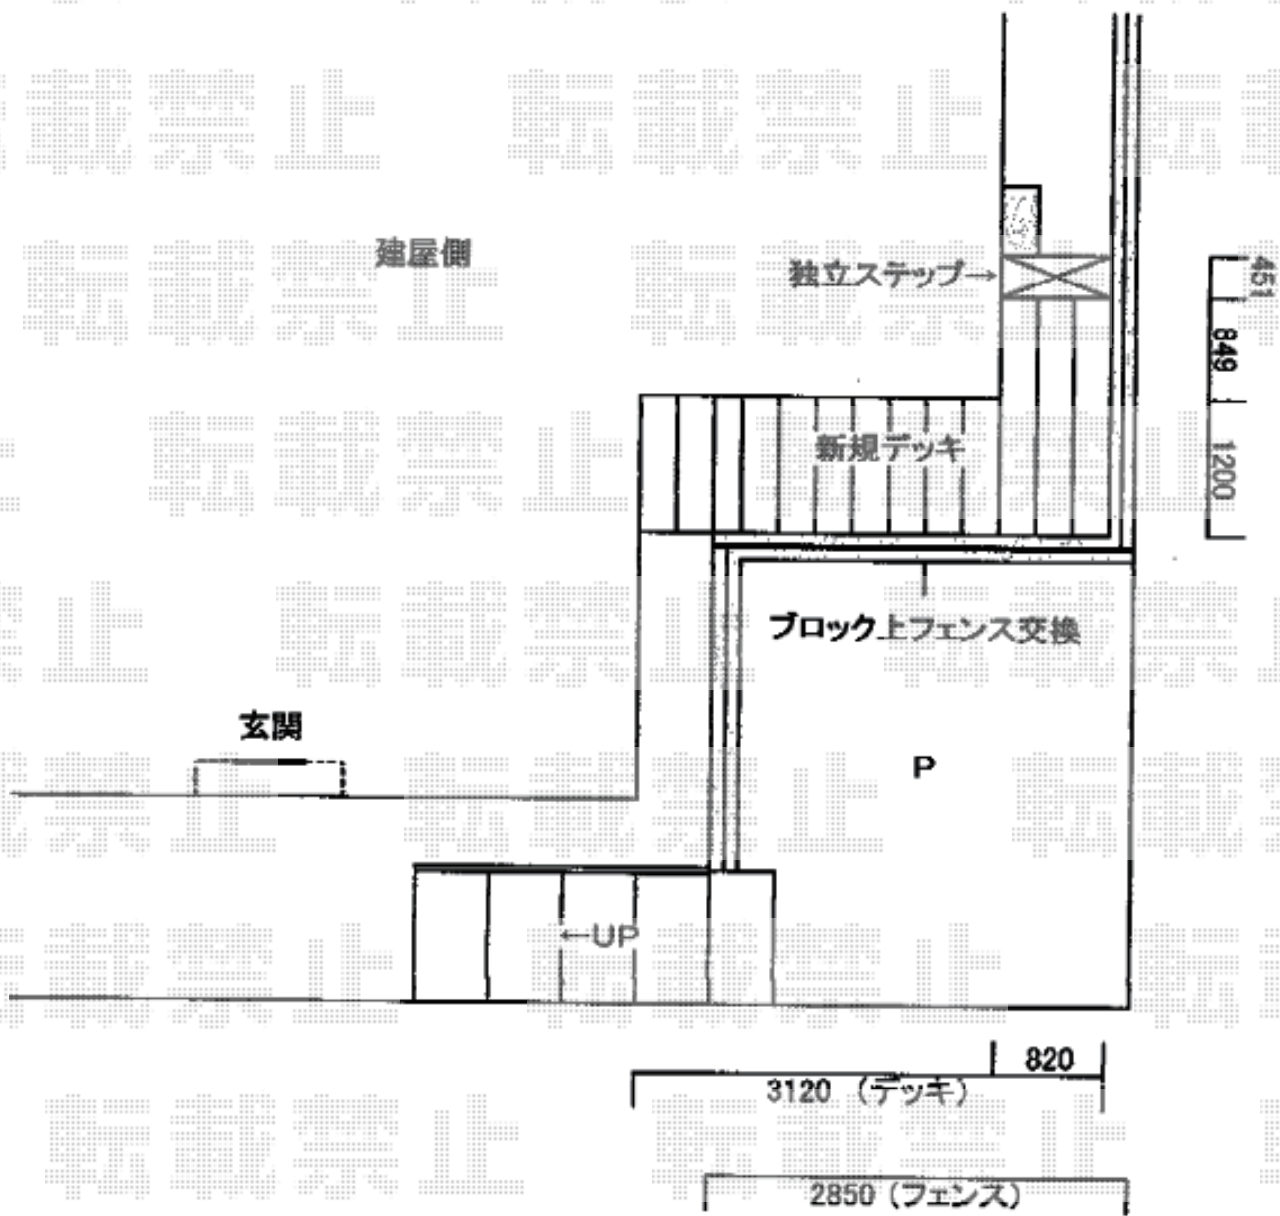 転載禁止
建屋側
独立ステップ→
451
849
1200
新規デッキ
ブロック上フェンス交換
玄関
P
←UP
820
3120 (デッキ)
2850 (フェンス)